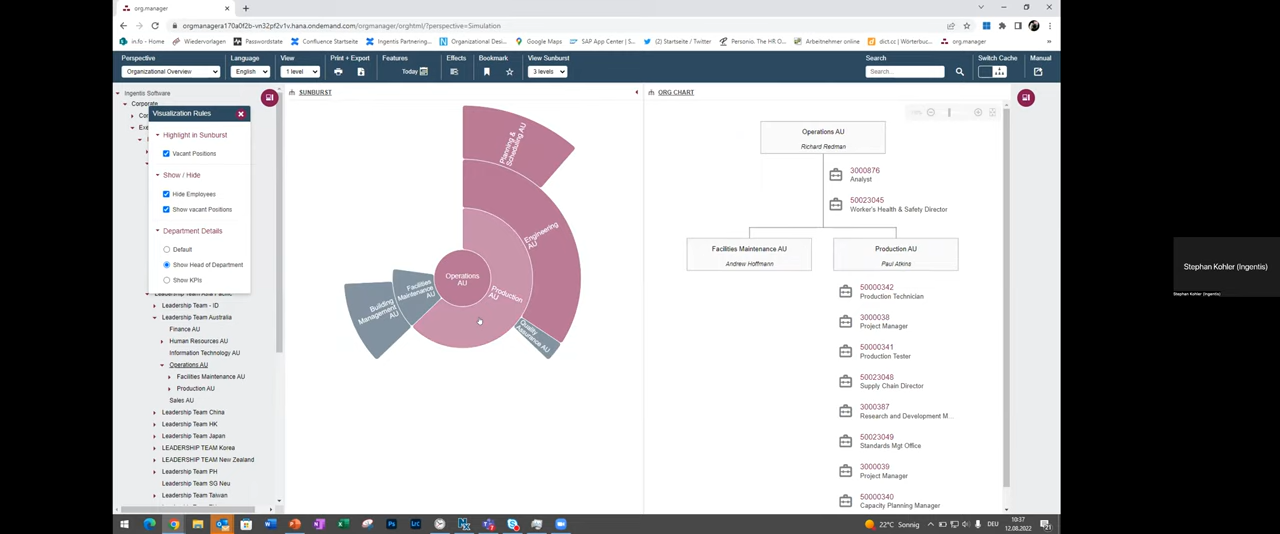 org.manager
orgmanagera170a0f2b-vn32pf2v1v.hana.ondemand.com/orgmanager/orghtml/?perspective=Simulation
in.fo - Home
Wiedervorlagen
Passwordstate
Confluence Startseite
Ingentis Partnering...
Organizational Desi...
Google Maps
SAP App Center | S...
(2) Startseite / Twitter
Personio. The HR O...
Arbeitnehmer online
dict.cc | Wörterbuc...
org.manager
Perspective
Organizational Overview
Language
English
View
1 level
Print + Export
Features
Today
Effects
Bookmark
View Sunburst
3 levels
Search
Search...
Switch Cache
Manual
Ingentis Software
Corporate
Visualization Rules
Highlight in Sunburst
Vacant Positions
Show / Hide
Hide Employees
Show vacant Positions
Department Details
Default
Show Head of Department
Show KPIs
Leadership Team - ID
Leadership Team Australia
Finance AU
Human Resources AU
Information Technology AU
Operations AU
Facilities Maintenance AU
Production AU
Sales AU
Leadership Team China
Leadership Team HK
Leadership Team Japan
LEADERSHIP TEAM Korea
LEADERSHIP TEAM New Zealand
Leadership Team PH
Leadership Team SG Neu
Leadership Team Taiwan
SUNBURST
Planning &
Scheduling AU
Engineering
AU
Operations
AU
Facilities
Maintenance
AU
Production
AU
Building
Management
AU
Quality
Assurance AU
ORG CHART
Operations AU
Richard Redman
3000876
Analyst
50023045
Worker's Health & Safety Director
Facilities Maintenance AU
Andrew Hoffmann
Production AU
Paul Atkins
50000342
Production Technician
3000038
Project Manager
50000341
Production Tester
50023048
Supply Chain Director
3000387
Research and Development M...
50023049
Standards Mgt Office
3000039
Project Manager
50000340
Capacity Planning Manager
Stephan Kohler (Ingentis)
Stephan Kohler (Ingentis)
22°C Sonnig
DEU
10:37
12.08.2022